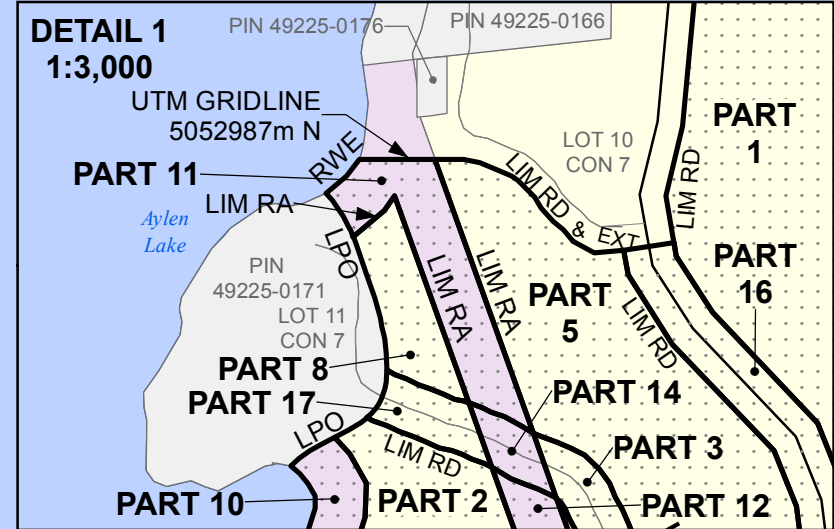 DETAIL 1
1:3,000
PIN 49225-0176
PIN 49225-0166
UTM GRIDLINE
5052987m N
PART
1
LOT 10
CON 7
RWE
PART 11
LIM RD & EXT
LIM RD
LIM RA
Aylen
Lake
LPO
PIN
49225-0171
LOT 11
CON 7
LIM RA
LIM RA
PART
5
PART
16
LIM RD
PART 8
PART 17
PART 14
LPO
LIM RD
PART 3
PART 10
PART 2
PART 12